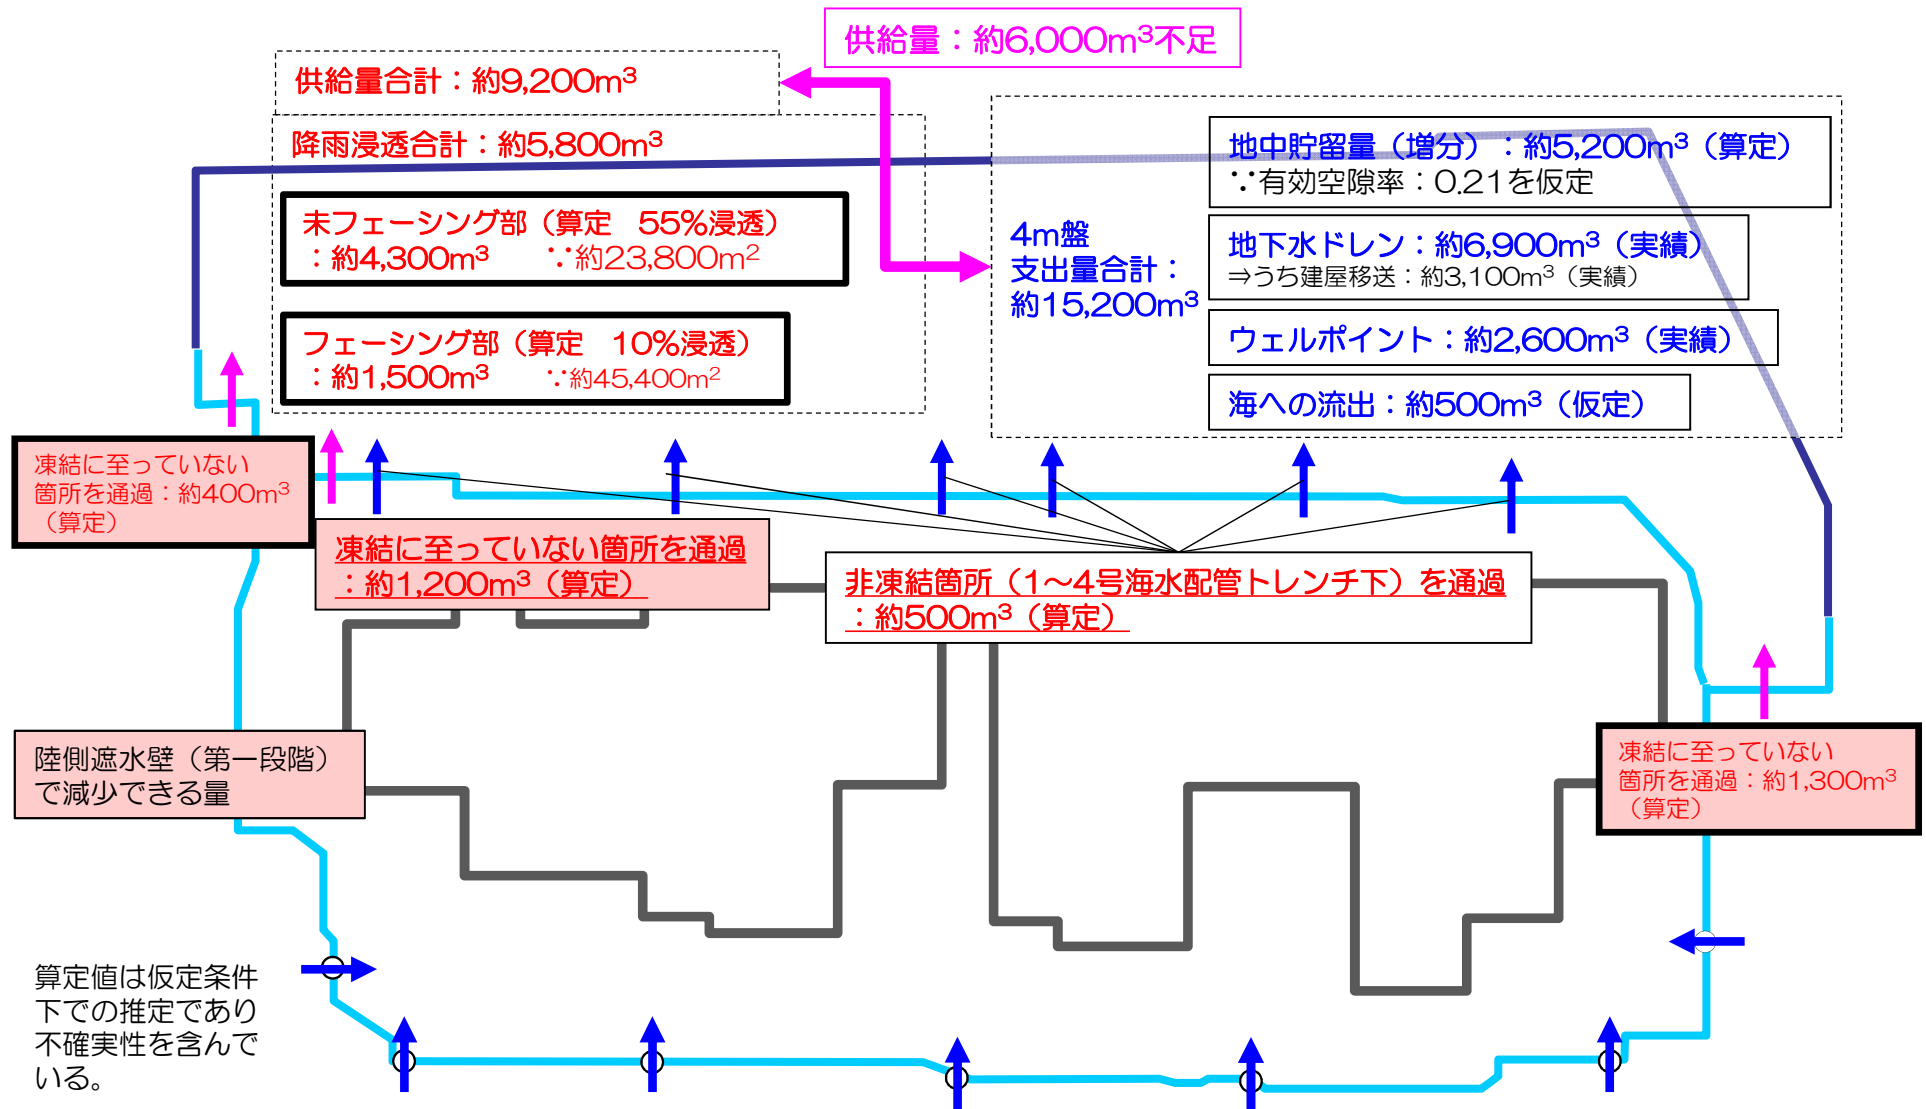 供給量：約6,000m³不足
供給量合計：約9,200m³
降雨浸透合計：約5,800m³
未フェーシング部（算定　55%浸透）
：約4,300m³　　∵約23,800m²
フェーシング部（算定　10%浸透）
：約1,500m³　　∵約45,400m²
4m盤
支出量合計：
約15,200m³
地中貯留量（増分）：約5,200m³（算定）
∵有効空隙率：0.21を仮定
地下水ドレン：約6,900m³（実績）
⇒うち建屋移送：約3,100m³（実績）
ウェルポイント：約2,600m³（実績）
海への流出：約500m³（仮定）
凍結に至っていない
箇所を通過：約400m³
（算定）
凍結に至っていない箇所を通過
：約1,200m³（算定）
非凍結箇所（1～4号海水配管トレンチ下）を通過
：約500m³（算定）
陸側遮水壁（第一段階）
で減少できる量
凍結に至っていない
箇所を通過：約1,300m³
（算定）
算定値は仮定条件
下での推定であり
不確実性を含んで
いる。